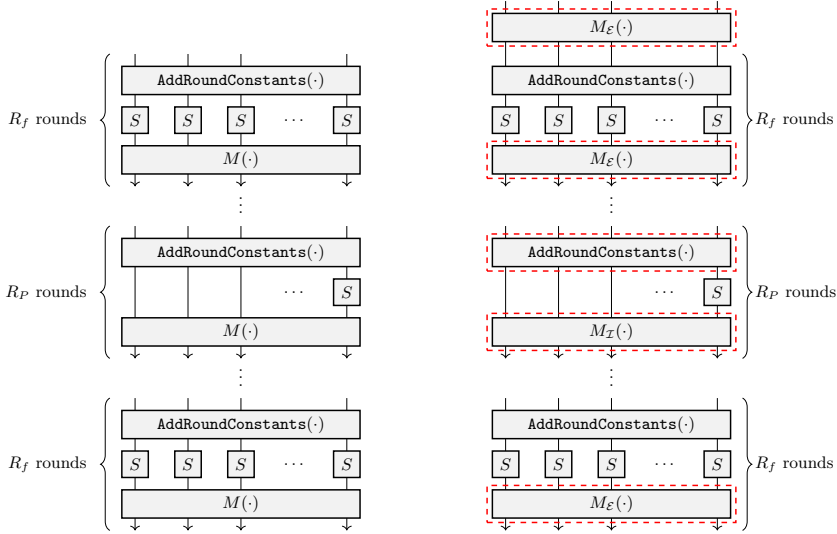 M_ℰ(·)
AddRoundConstants(·) AddRoundConstants(·)
R_f rounds S S S ··· S S S S ··· S R_f rounds
M(·) M_ℰ(·)
⋮ ⋮
AddRoundConstants(·) AddRoundConstants(·)
R_P rounds ··· S ··· S R_P rounds
M(·) M_ℐ(·)
⋮ ⋮
AddRoundConstants(·) AddRoundConstants(·)
R_f rounds S S S ··· S S S S ··· S R_f rounds
M(·) M_ℰ(·)